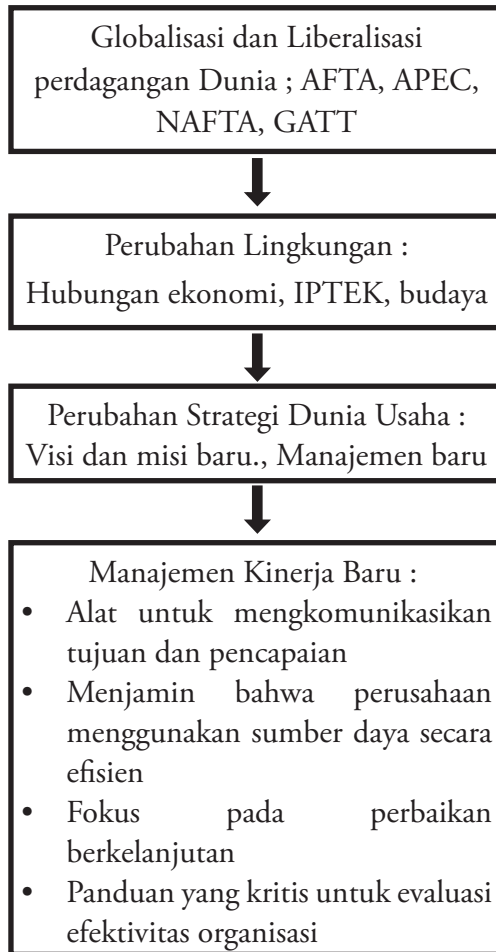 Globalisasi dan Liberalisasi
perdagangan Dunia ; AFTA, APEC,
NAFTA, GATT
Perubahan Lingkungan :
Hubungan ekonomi, IPTEK, budaya
Perubahan Strategi Dunia Usaha :
Visi dan misi baru., Manajemen baru
Manajemen Kinerja Baru :
• Alat untuk mengkomunikasikan
tujuan dan pencapaian
• Menjamin bahwa perusahaan
menggunakan sumber daya secara
efisien
• Fokus pada perbaikan
berkelanjutan
• Panduan yang kritis untuk evaluasi
efektivitas organisasi